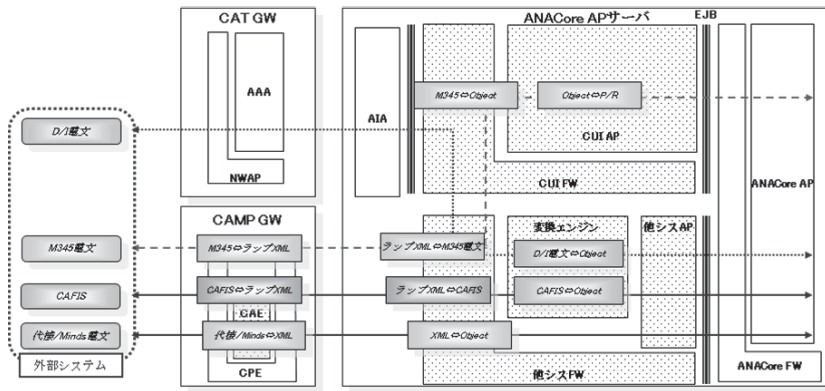 CAT GW
ANACore APサーバ
EJB
AAA
NWAP
AIA
M345⇔Object
Object⇔P/R
CUI AP
CUI FW
ANACore AP
D/I電文
M345電文
CAFIS
代検/Minds電文
外部システム
CAMP GW
M345⇔ラップXML
CAFIS⇔ラップXML
CAE
代検/Minds⇔XML
CPE
ラップXML⇔M345電文
ラップXML⇔CAFIS
XML⇔Object
変換エンジン
D/I電文⇔Object
CAFIS⇔Object
他シスAP
他シスFW
ANACore FW